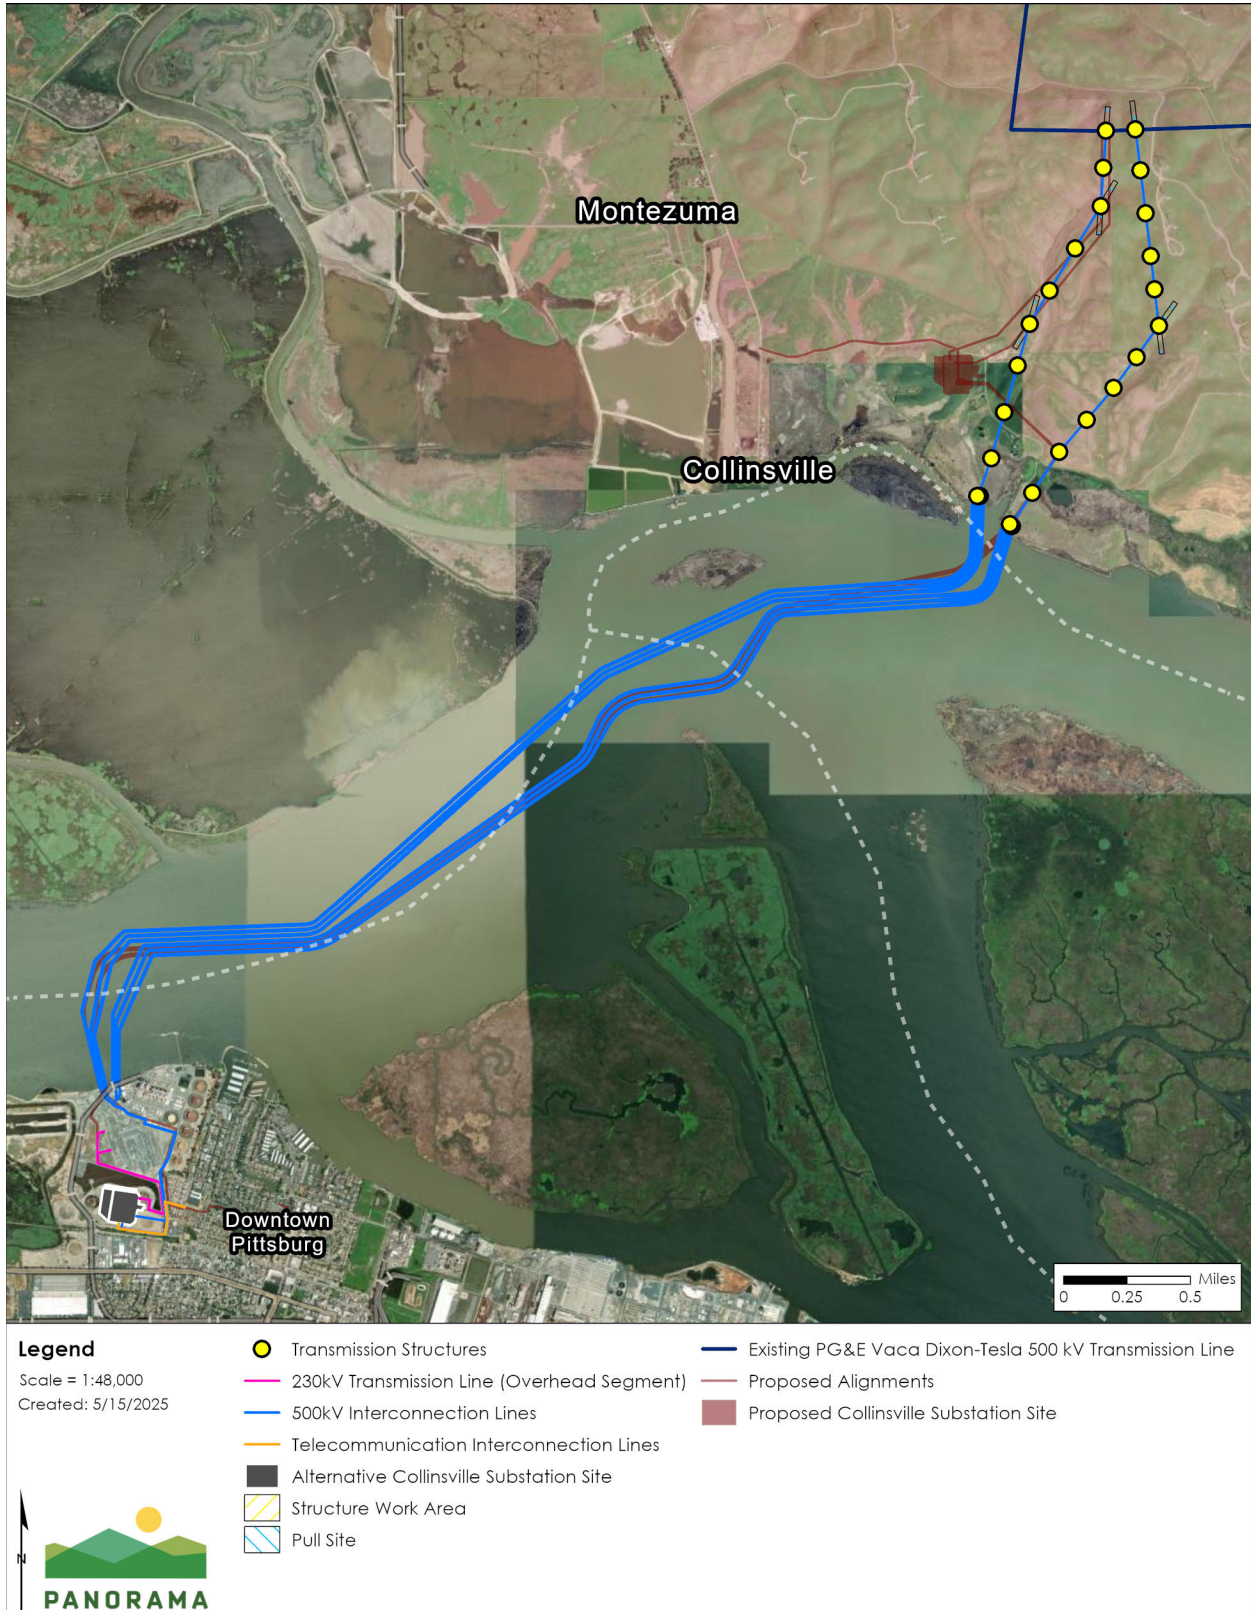 Montezuma
Collinsville
Downtown
Pittsburg
Miles
0 0.25 0.5
Legend
Scale = 1:48,000
Created: 5/15/2025
Transmission Structures
230kV Transmission Line (Overhead Segment)
500kV Interconnection Lines
Telecommunication Interconnection Lines
Alternative Collinsville Substation Site
Structure Work Area
Pull Site
Existing PG&E Vaca Dixon-Tesla 500 kV Transmission Line
Proposed Alignments
Proposed Collinsville Substation Site
N
PANORAMA